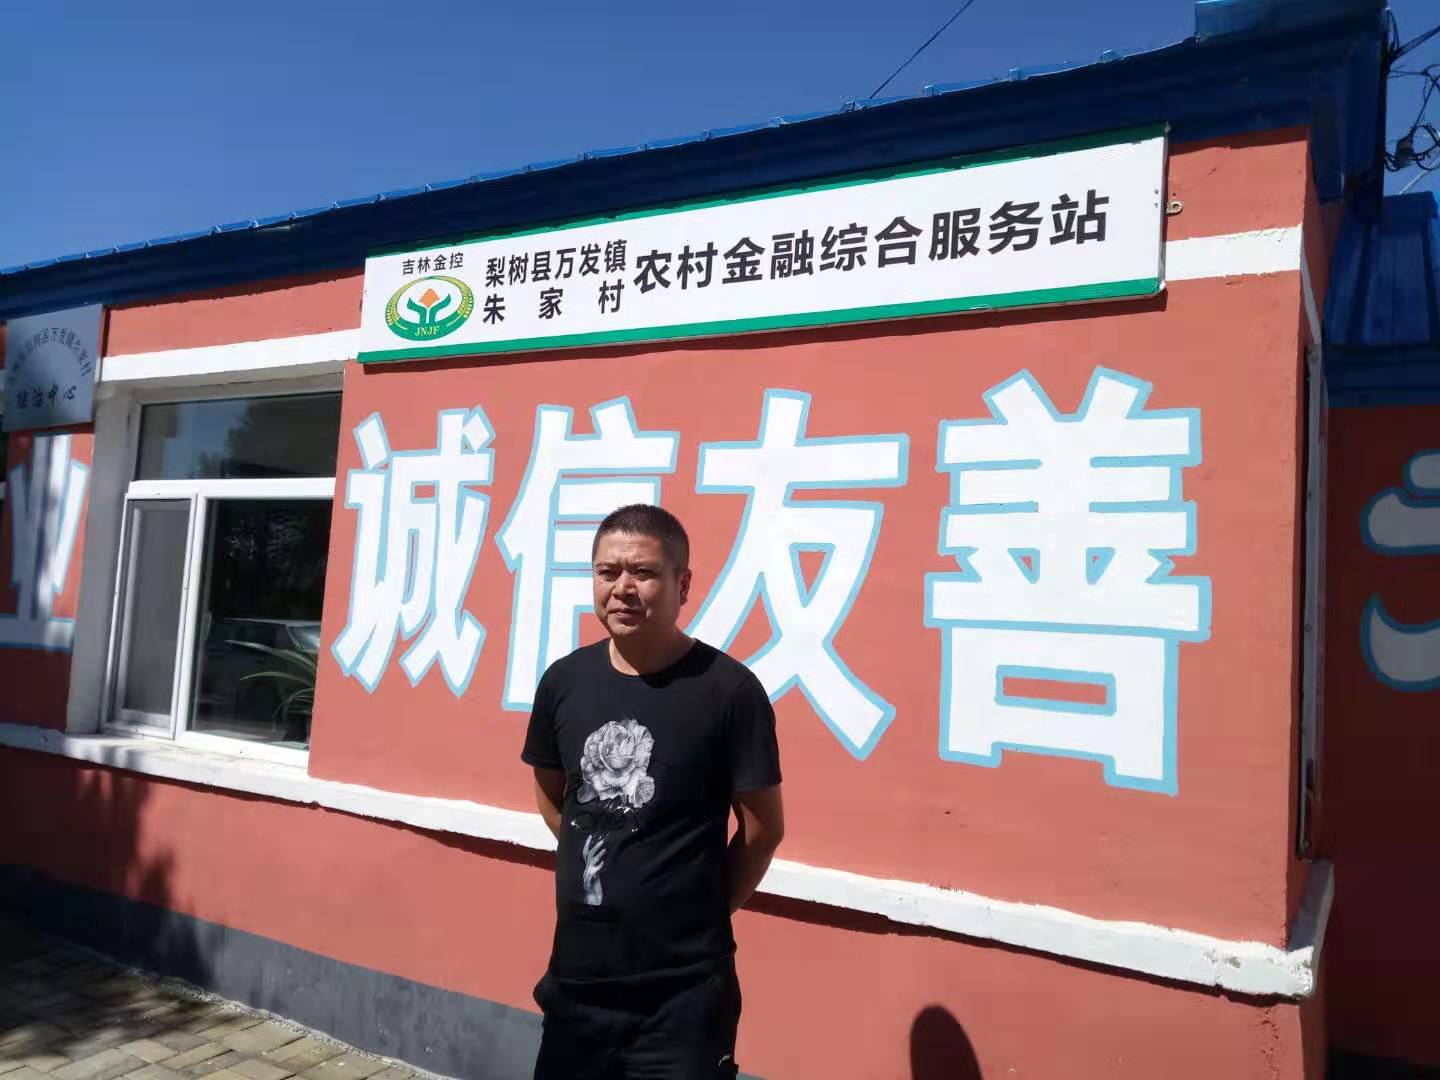 吉林金控
JNJF
梨树县万发镇
朱家村
农村金融综合服务站
综治中心
业
诚信友善